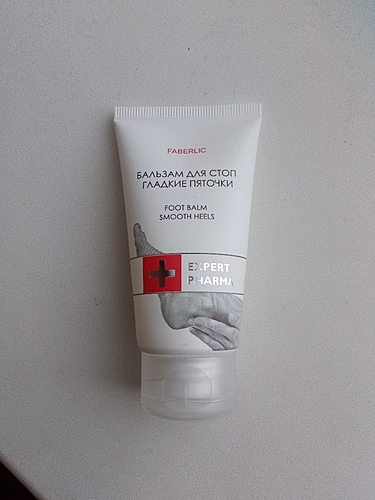 FABERLIC
БАЛЬЗАМ ДЛЯ СТОП
ГЛАДКИЕ ПЯТОЧКИ
FOOT BALM
SMOOTH HEELS
EXPERT
PHARMA